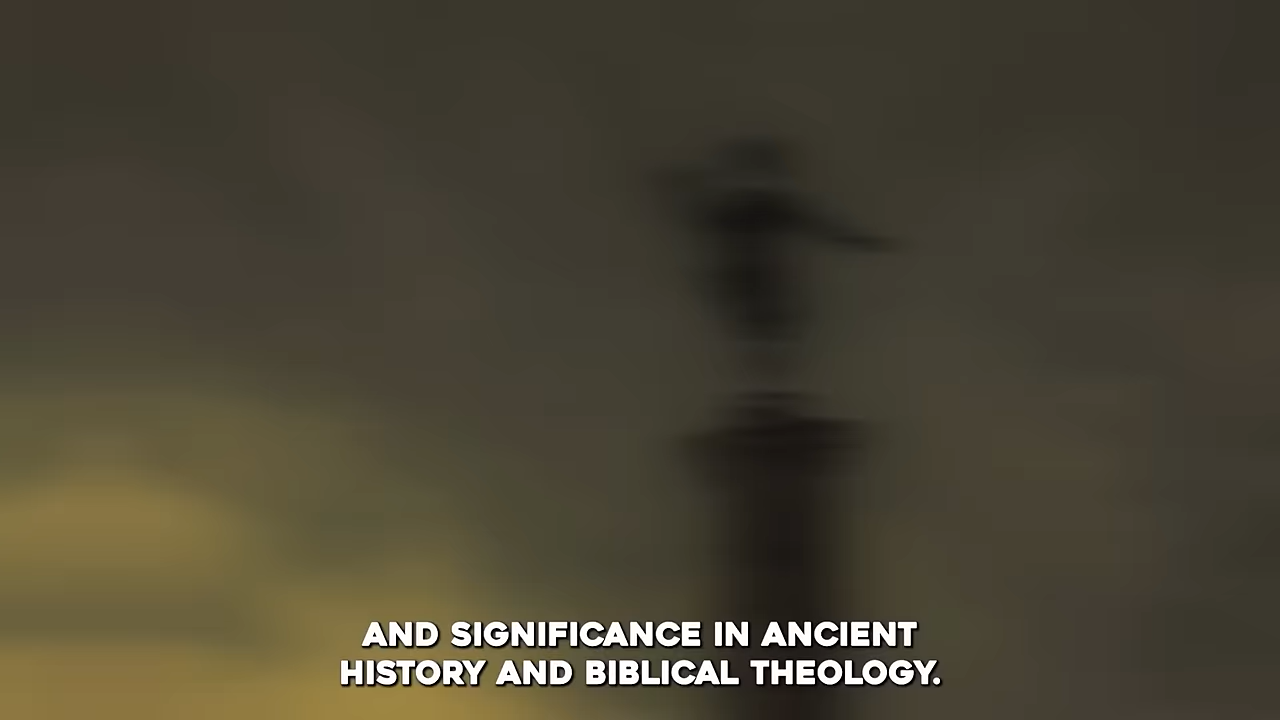 AND SIGNIFICANCE IN ANCIENT
HISTORY AND BIBLICAL THEOLOGY.